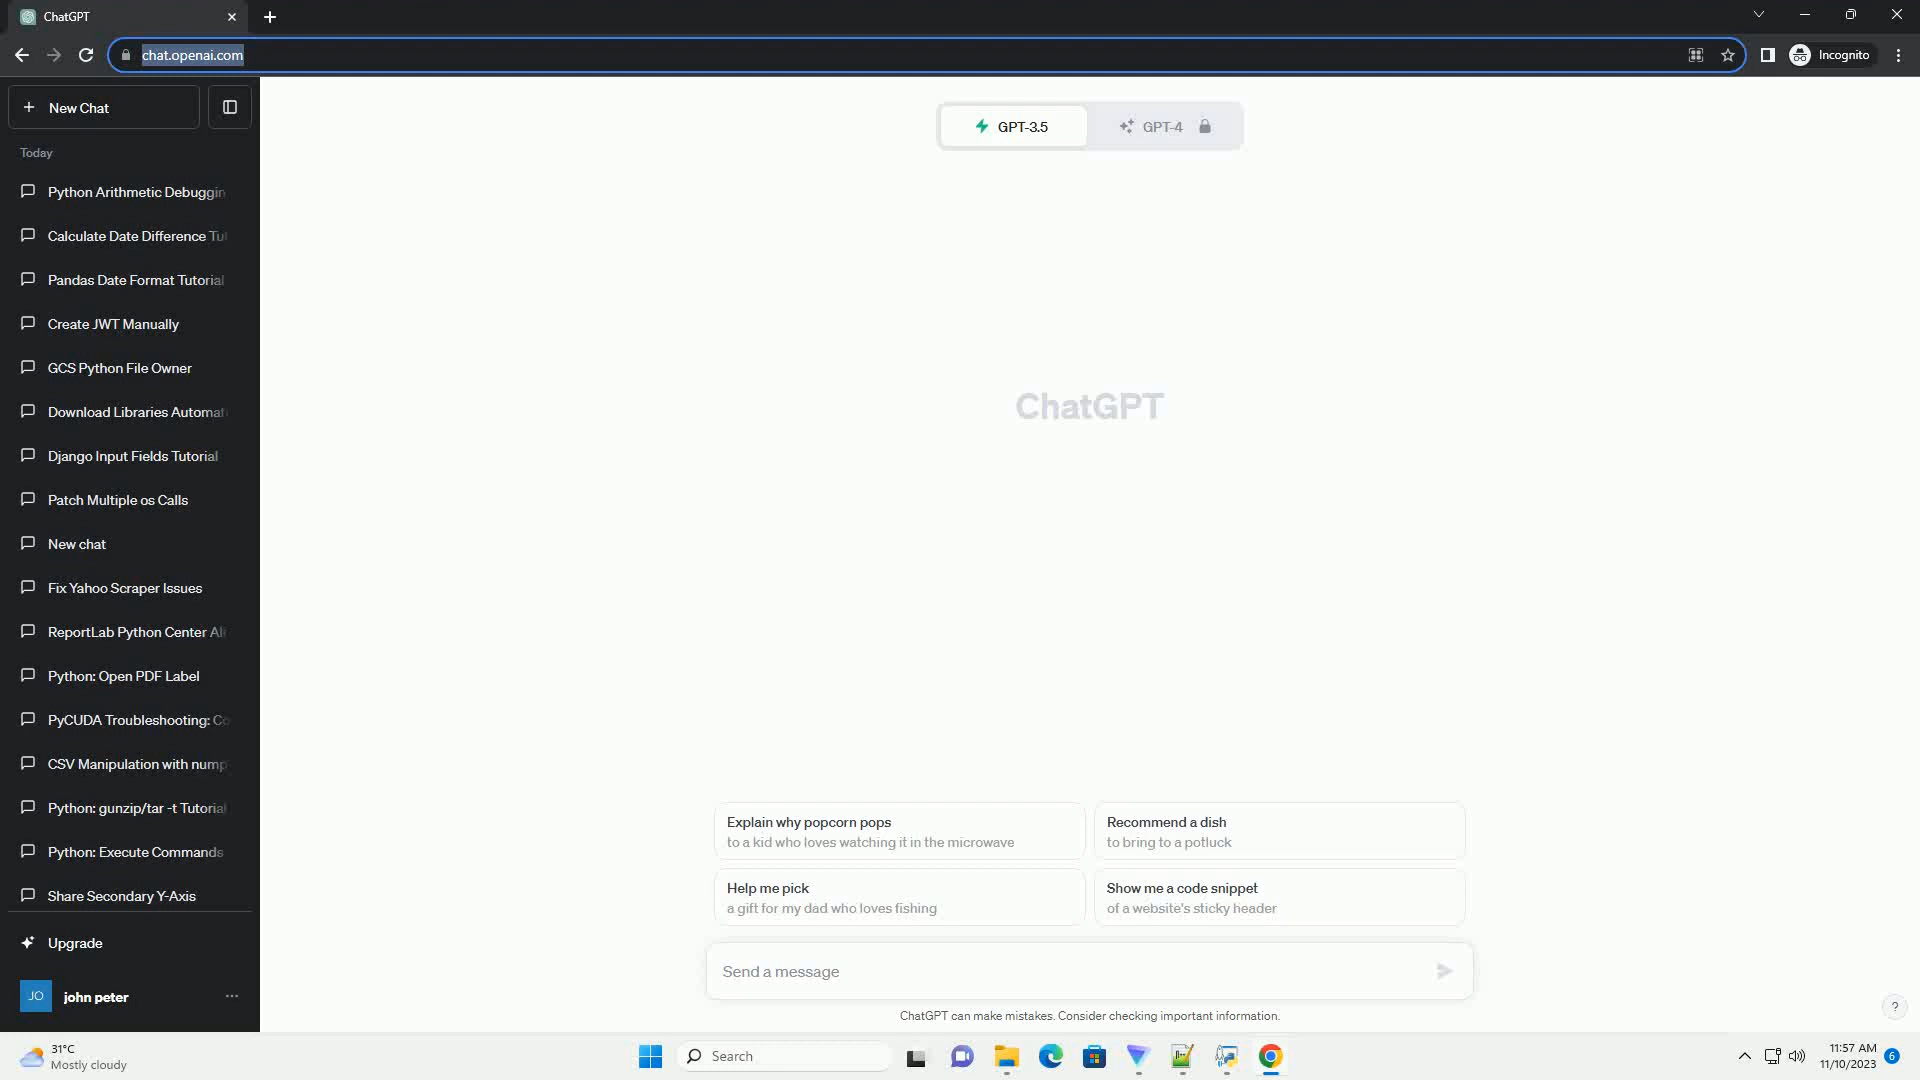 ChatGPT
chat.openai.com
Incognito
New Chat
Today
Python Arithmetic Debuggin
Calculate Date Difference Tu
Pandas Date Format Tutorial
Create JWT Manually
GCS Python File Owner
Download Libraries Automat
Django Input Fields Tutorial
Patch Multiple os Calls
New chat
Fix Yahoo Scraper Issues
ReportLab Python Center Ali
Python: Open PDF Label
PyCUDA Troubleshooting: Co
CSV Manipulation with nump
Python: gunzip/tar -t Tutorial
Python: Execute Commands
Share Secondary Y-Axis
Upgrade
JO john peter
GPT-3.5
GPT-4
ChatGPT
Explain why popcorn pops
to a kid who loves watching it in the microwave
Recommend a dish
to bring to a potluck
Help me pick
a gift for my dad who loves fishing
Show me a code snippet
of a website's sticky header
Send a message
ChatGPT can make mistakes. Consider checking important information.
?
31°C
Mostly cloudy
Search
11:57 AM
11/10/2023
6